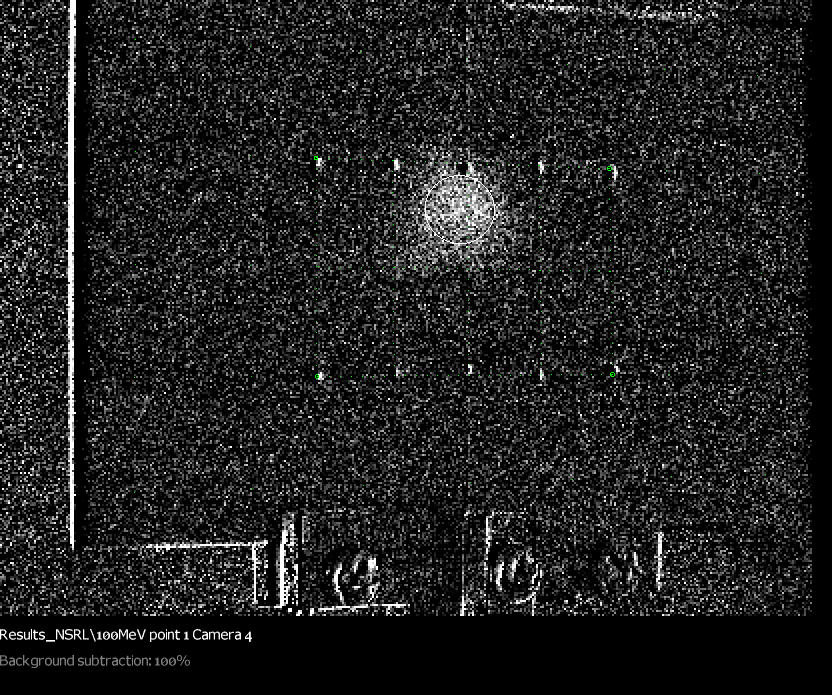 Results_NSRL\100MeV point 1 Camera 4
Background subtraction: 100%